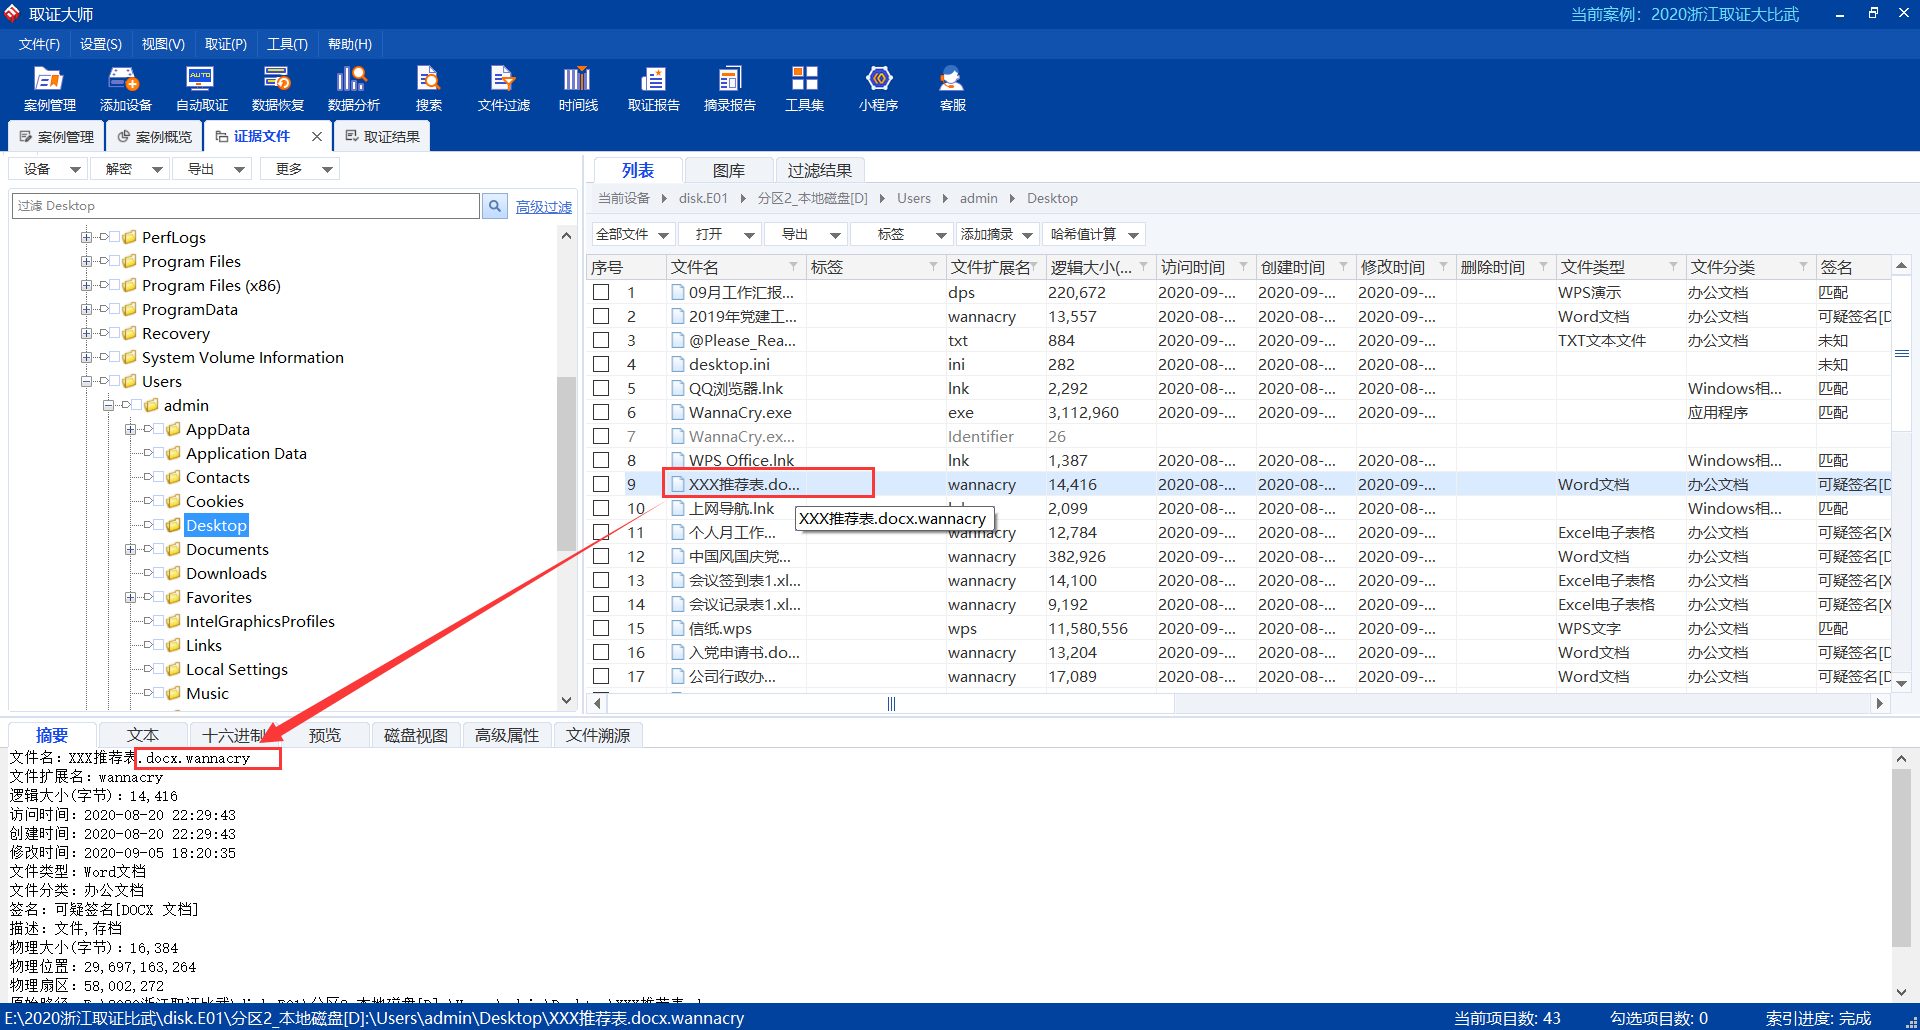 取证大师
当前案例：2020浙江取证大比武
文件(F) 设置(S) 视图(V) 取证(P) 工具(T) 帮助(H)
案例管理 添加设备 自动取证 数据恢复 数据分析 搜索 文件过滤 时间线 取证报告 摘录报告 工具集 小程序 客服
案例管理 案例概览 证据文件 取证结果
设备 解密 导出 更多
过滤 Desktop 高级过滤
PerfLogs
Program Files
Program Files (x86)
ProgramData
Recovery
System Volume Information
Users
admin
AppData
Application Data
Contacts
Cookies
Desktop
Documents
Downloads
Favorites
IntelGraphicsProfiles
Links
Local Settings
Music
列表 图库 过滤结果
当前设备 disk.E01 分区2_本地磁盘[D] Users admin Desktop
全部文件 打开 导出 标签 添加摘录 哈希值计算
序号 文件名 标签 文件扩展名 逻辑大小(... 访问时间 创建时间 修改时间 删除时间 文件类型 文件分类 签名
1 09月工作汇报... dps 220,672 2020-09-... 2020-09-... 2020-09-... WPS演示 办公文档 匹配
2 2019年党建工... wannacry 13,557 2020-08-... 2020-08-... 2020-09-... Word文档 办公文档 可疑签名[D
3 @Please_Rea... txt 884 2020-08-... 2020-08-... 2020-09-... TXT文本文件 办公文档 未知
4 desktop.ini ini 282 2020-08-... 2020-08-... 2020-08-... 未知
5 QQ浏览器.lnk lnk 2,292 2020-09-... 2020-08-... 2020-09-... Windows相... 匹配
6 WannaCry.exe exe 3,112,960 2020-09-... 2020-09-... 2020-08-... 应用程序 匹配
7 WannaCry.ex... Identifier 26
8 WPS Office.lnk lnk 1,387 2020-08-... 2020-08-... 2020-08-... Windows相... 匹配
9 XXX推荐表.do... wannacry 14,416 2020-08-... 2020-08-... 2020-09-... Word文档 办公文档 可疑签名[D
10 上网导航.lnk 2,099 2020-09-... 2020-08-... 2020-09-... Windows相... 匹配
XXX推荐表.docx.wannacry
11 个人月工作... wannacry 12,784 2020-08-... 2020-08-... 2020-09-... Excel电子表格 办公文档 可疑签名[X
12 中国风国庆党... wannacry 382,926 2020-08-... 2020-08-... 2020-09-... Word文档 办公文档 可疑签名[D
13 会议签到表1.xl... wannacry 14,100 2020-08-... 2020-08-... 2020-09-... Excel电子表格 办公文档 可疑签名[X
14 会议记录表1.xl... wannacry 9,192 2020-08-... 2020-08-... 2020-09-... Excel电子表格 办公文档 可疑签名[X
15 信纸.wps wps 11,580,556 2020-09-... 2020-08-... 2020-09-... WPS文字 办公文档 匹配
16 入党申请书.do... wannacry 13,204 2020-08-... 2020-08-... 2020-09-... Word文档 办公文档 可疑签名[D
17 公司行政办... wannacry 17,089 2020-08-... 2020-08-... 2020-09-... Word文档 办公文档 可疑签名[D
摘要 文本 十六进制 预览 磁盘视图 高级属性 文件溯源
文件名：XXX推荐表.docx.wannacry
文件扩展名：wannacry
逻辑大小(字节)：14,416
访问时间：2020-08-20 22:29:43
创建时间：2020-08-20 22:29:43
修改时间：2020-09-05 18:20:35
文件类型：Word文档
文件分类：办公文档
签名：可疑签名[DOCX 文档]
描述：文件,存档
物理大小(字节)：16,384
物理位置：29,697,163,264
物理扇区：58,002,272
E:\2020浙江取证比武\disk.E01\分区2_本地磁盘[D]:\Users\admin\Desktop\XXX推荐表.docx.wannacry
当前项目数: 43 勾选项目数: 0 索引进度: 完成